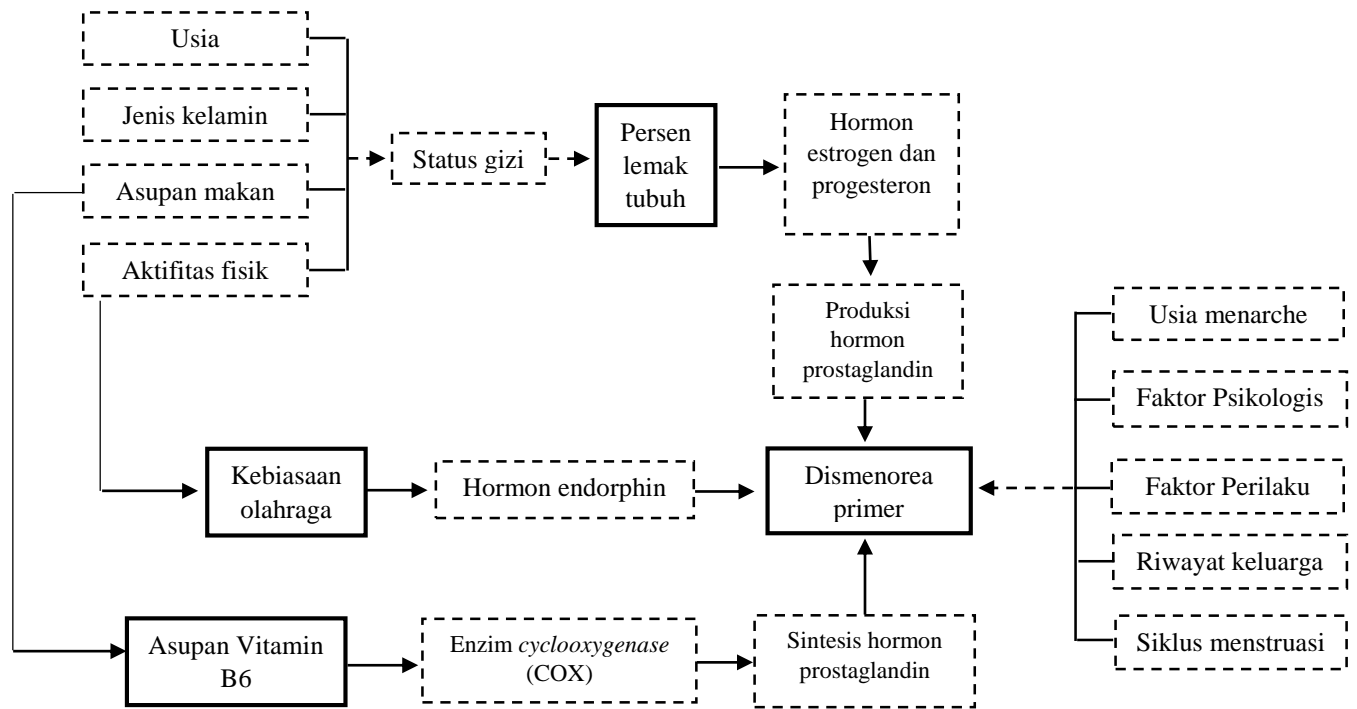 Usia
Jenis kelamin
Asupan makan
Aktifitas fisik
Status gizi
Persen
lemak
tubuh
Hormon
estrogen dan
progesteron
Produksi
hormon
prostaglandin
Kebiasaan
olahraga
Hormon endorphin
Dismenorea
primer
Usia menarche
Faktor Psikologis
Faktor Perilaku
Riwayat keluarga
Siklus menstruasi
Asupan Vitamin
B6
Enzim cyclooxygenase
(COX)
Sintesis hormon
prostaglandin